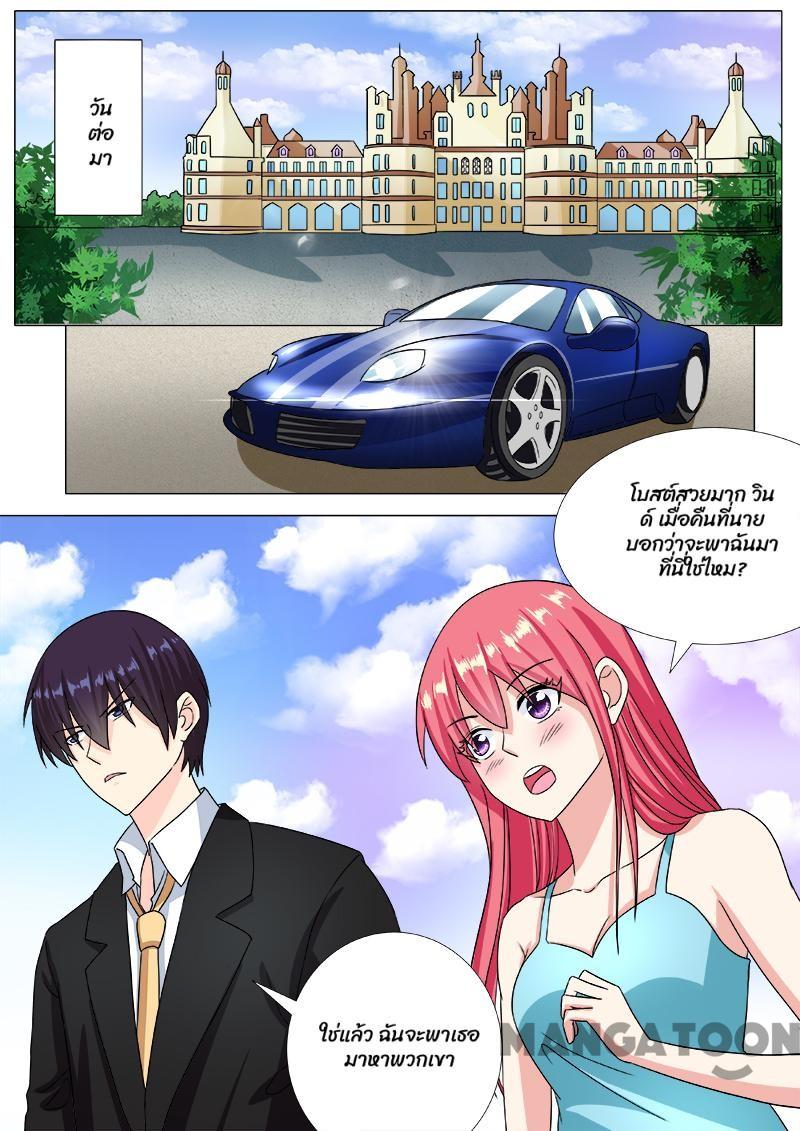 วัน
ต่อ
มา
โบสต์สวยมาก วิน
ด์ เมื่อคืนที่นาย
บอกว่าจะพาฉันมา
ที่นี่ใช่ไหม?
ใช่แล้ว ฉันจะพาเธอ
มาหาพวกเขา
MANGATOON